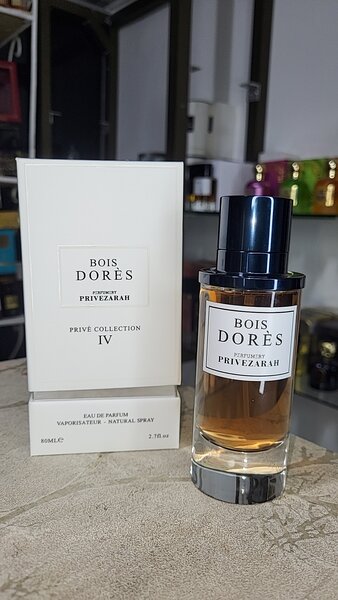 BOIS
DORÈS
PERFUMERY
PRIVEZARAH
PRIVÉ COLLECTION
IV
EAU DE PARFUM
VAPORISATEUR - NATURAL SPRAY
80ML℮
2.7fl.oz
BOIS
DORÈS
PERFUMERY
PRIVEZARAH